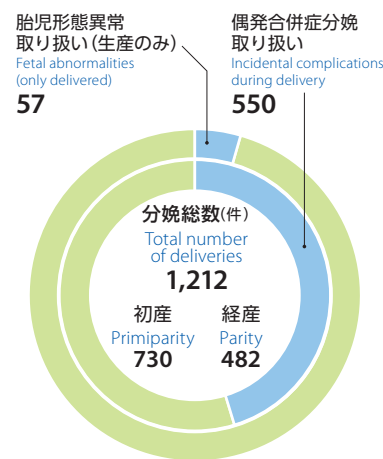 胎児形態異常
取り扱い(生産のみ)
Fetal abnormalities
(only delivered)
57
偶発合併症分娩
取り扱い
Incidental complications
during delivery
550
分娩総数(件)
Total number
of deliveries
1,212
初産
Primiparity
730
経産
Parity
482